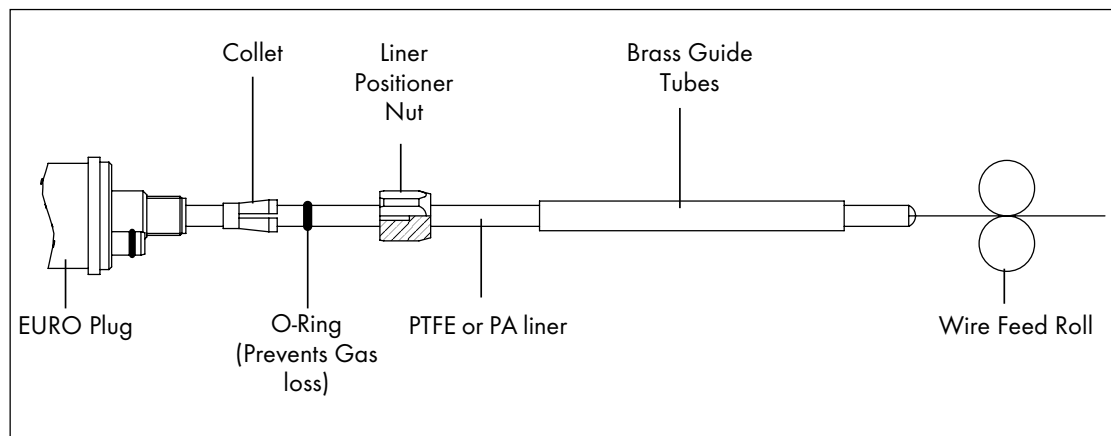 Collet
Liner
Positioner
Nut
Brass Guide
Tubes
EURO Plug
O-Ring
(Prevents Gas
loss)
PTFE or PA liner
Wire Feed Roll